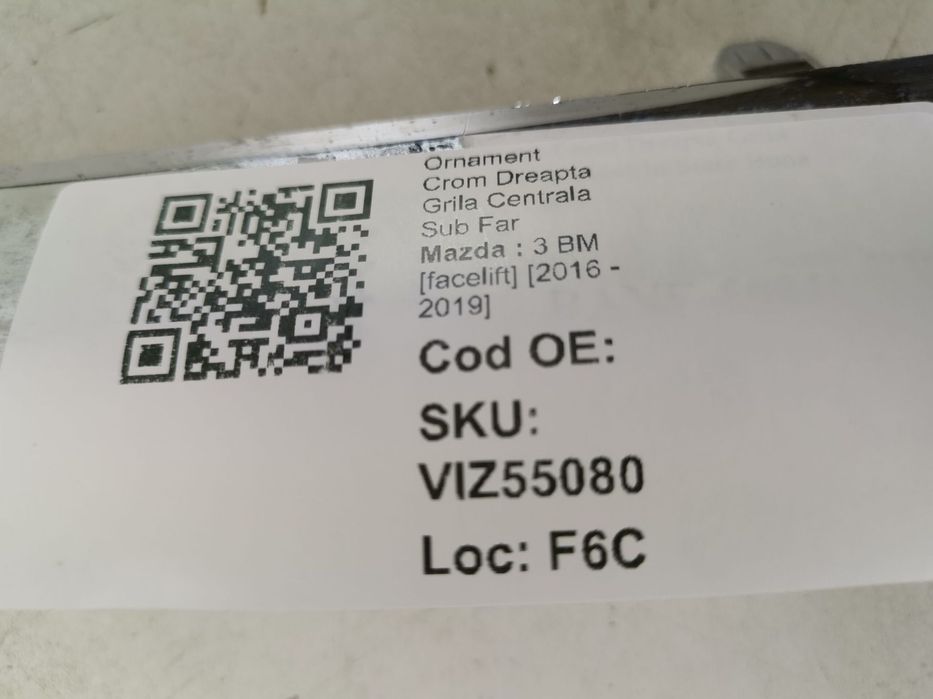 Ornament
Crom Dreapta
Grila Centrala
Sub Far
Mazda : 3 BM
[facelift] [2016 -
2019]
Cod OE:
SKU:
VIZ55080
Loc: F6C